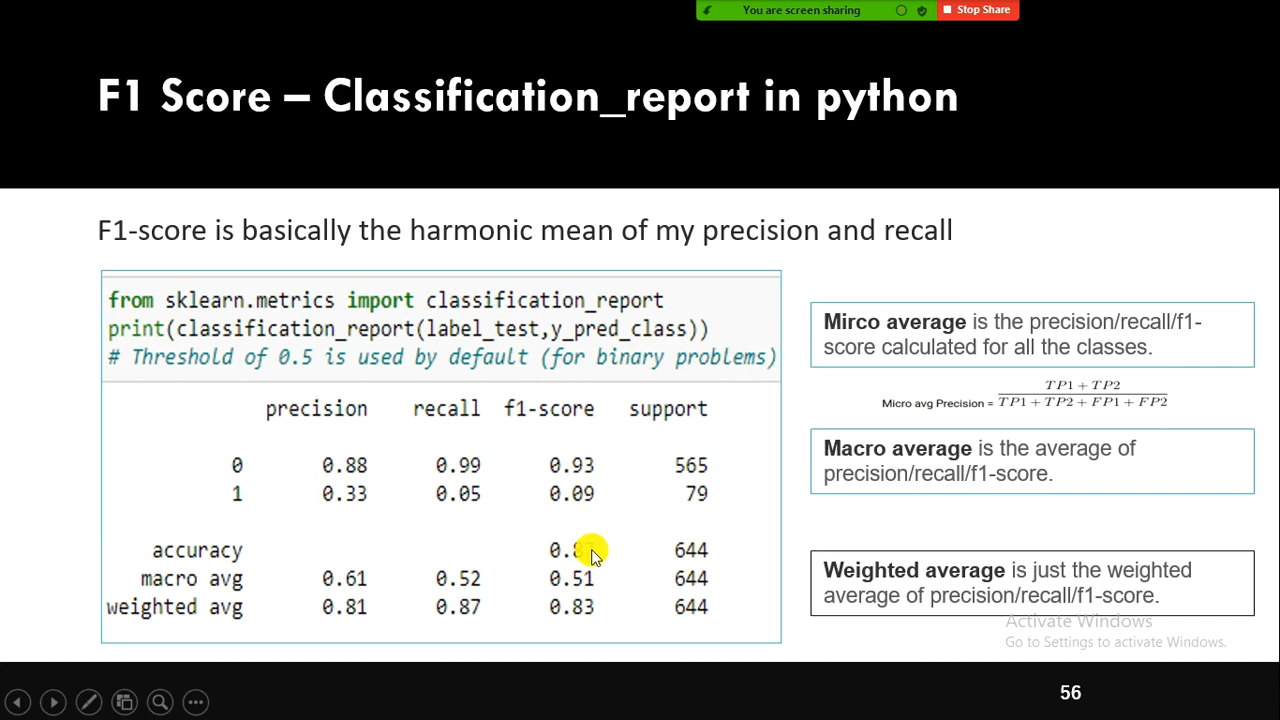 You are screen sharing
Stop Share
F1 Score – Classification_report in python
F1-score is basically the harmonic mean of my precision and recall
from sklearn.metrics import classification_report
print(classification_report(label_test,y_pred_class))
# Threshold of 0.5 is used by default (for binary problems)
precision recall f1-score support
0 0.88 0.99 0.93 565
1 0.33 0.05 0.09 79
accuracy 644
macro avg 0.61 0.52 0.51 644
weighted avg 0.81 0.87 0.83 644
Mirco average is the precision/recall/f1-
score calculated for all the classes.
Micro avg Precision = TP1 + TP2
TP1 + TP2 + FP1 + FP2
Macro average is the average of
precision/recall/f1-score.
Weighted average is just the weighted
average of precision/recall/f1-score.
Activate Windows
Go to Settings to activate Windows.
56